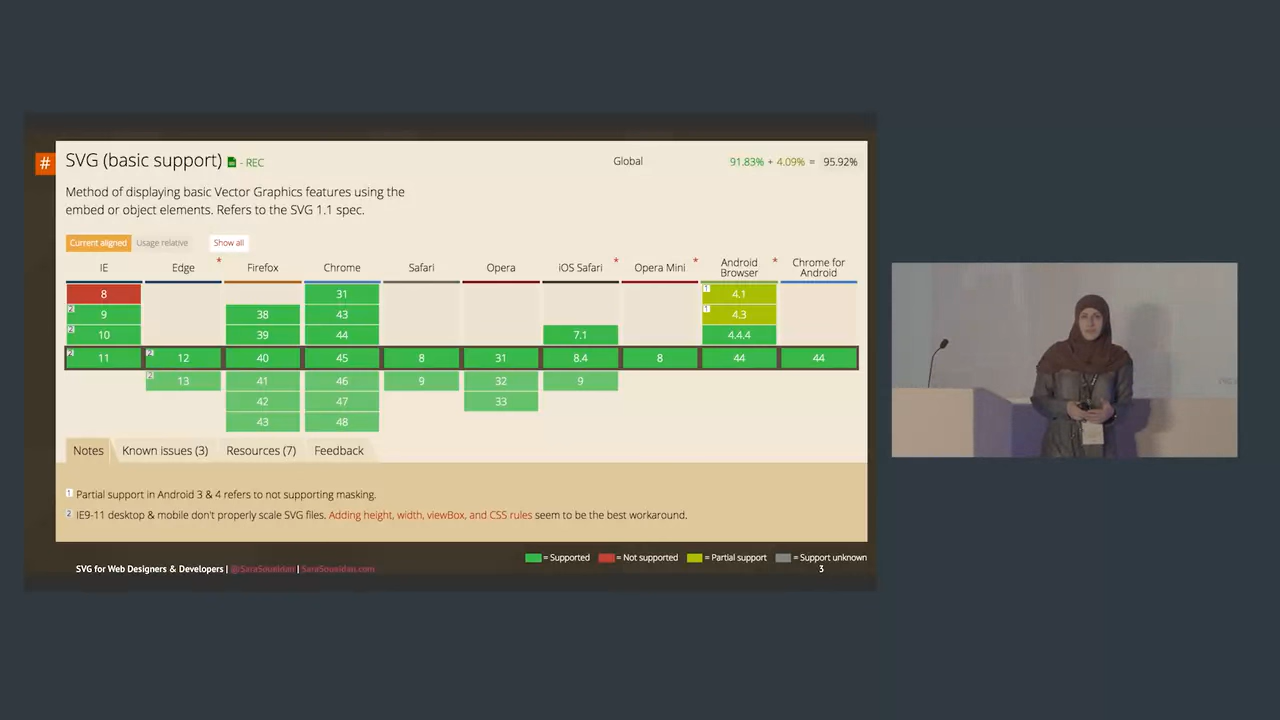 #
SVG (basic support) - REC
Global 91.83% + 4.09% = 95.92%
Method of displaying basic Vector Graphics features using the
embed or object elements. Refers to the SVG 1.1 spec.
Current aligned Usage relative Show all
IE Edge * Firefox Chrome Safari Opera iOS Safari * Opera Mini * Android Browser * Chrome for Android
8 31 1 4.1
2 9 38 43 1 4.3
2 10 39 44 7.1 4.4.4
2 11 2 12 40 45 8 31 8.4 8 44 44
2 13 41 46 9 32 9
42 47 33
43 48
Notes Known issues (3) Resources (7) Feedback
1 Partial support in Android 3 & 4 refers to not supporting masking.
2 IE9-11 desktop & mobile don't properly scale SVG files. Adding height, width, viewBox, and CSS rules seem to be the best workaround.
= Supported = Not supported = Partial support = Support unknown
SVG for Web Designers & Developers | @SaraSoueidan | SaraSoueidan.com 3